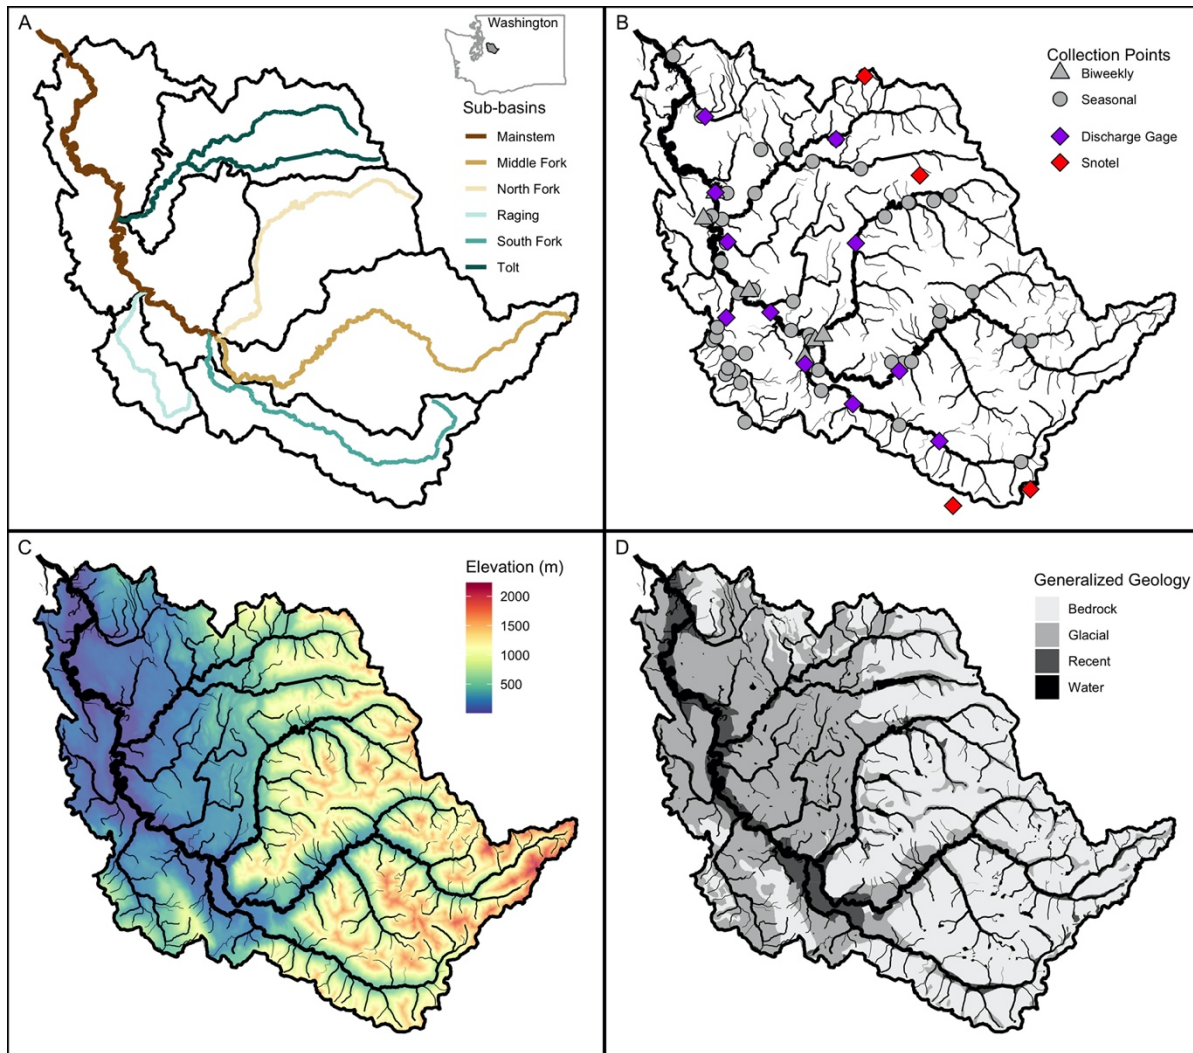 A
Washington
Sub-basins
Mainstem
Middle Fork
North Fork
Raging
South Fork
Tolt
B
Collection Points
Biweekly
Seasonal
Discharge Gage
Snotel
C
Elevation (m)
2000
1500
1000
500
D
Generalized Geology
Bedrock
Glacial
Recent
Water